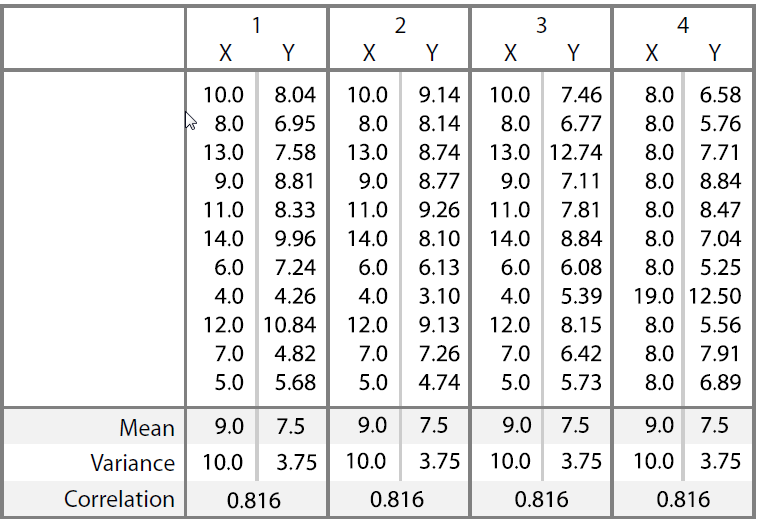 1 2 3 4
X Y X Y X Y X Y
10.0 8.04 10.0 9.14 10.0 7.46 8.0 6.58
8.0 6.95 8.0 8.14 8.0 6.77 8.0 5.76
13.0 7.58 13.0 8.74 13.0 12.74 8.0 7.71
9.0 8.81 9.0 8.77 9.0 7.11 8.0 8.84
11.0 8.33 11.0 9.26 11.0 7.81 8.0 8.47
14.0 9.96 14.0 8.10 14.0 8.84 8.0 7.04
6.0 7.24 6.0 6.13 6.0 6.08 8.0 5.25
4.0 4.26 4.0 3.10 4.0 5.39 19.0 12.50
12.0 10.84 12.0 9.13 12.0 8.15 8.0 5.56
7.0 4.82 7.0 7.26 7.0 6.42 8.0 7.91
5.0 5.68 5.0 4.74 5.0 5.73 8.0 6.89
Mean 9.0 7.5 9.0 7.5 9.0 7.5 9.0 7.5
Variance 10.0 3.75 10.0 3.75 10.0 3.75 10.0 3.75
Correlation 0.816 0.816 0.816 0.816